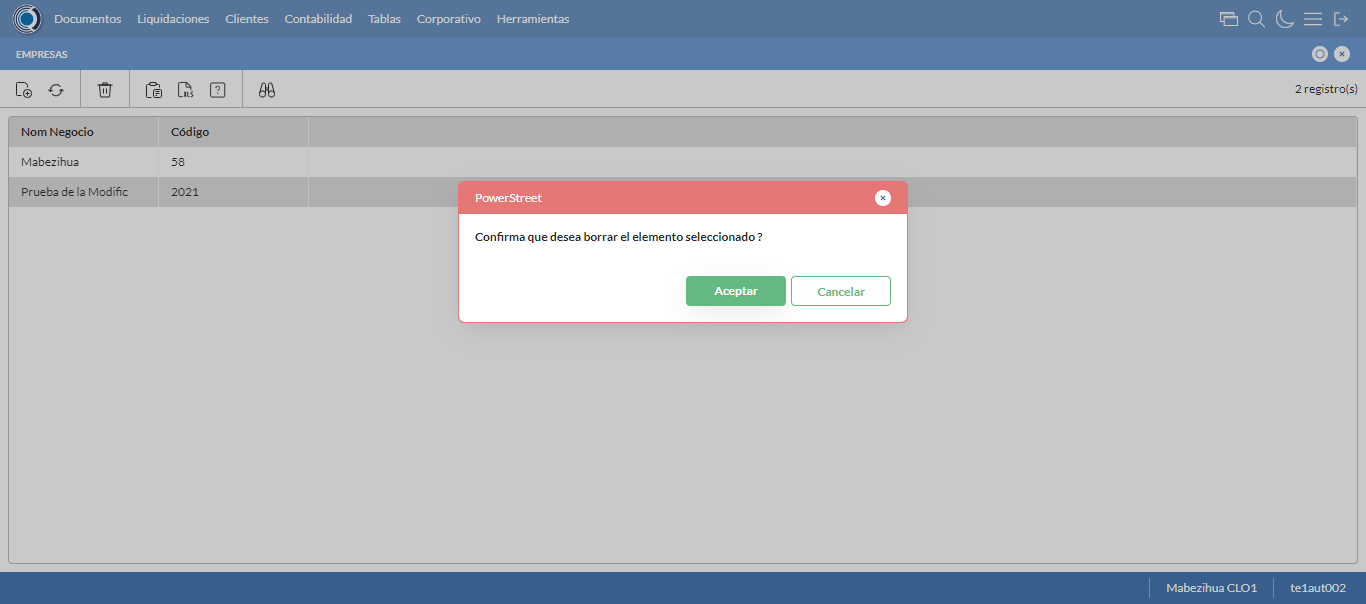 Documentos Liquidaciones Clientes Contabilidad Tablas Corporativo Herramientas
EMPRESAS
XLS ? 2 registro(s)
Nom Negocio Código
Mabezihua 58
Prueba de la Modific 2021
PowerStreet
Confirma que desea borrar el elemento seleccionado ?
Aceptar Cancelar
Mabezihua CLO1 te1aut002